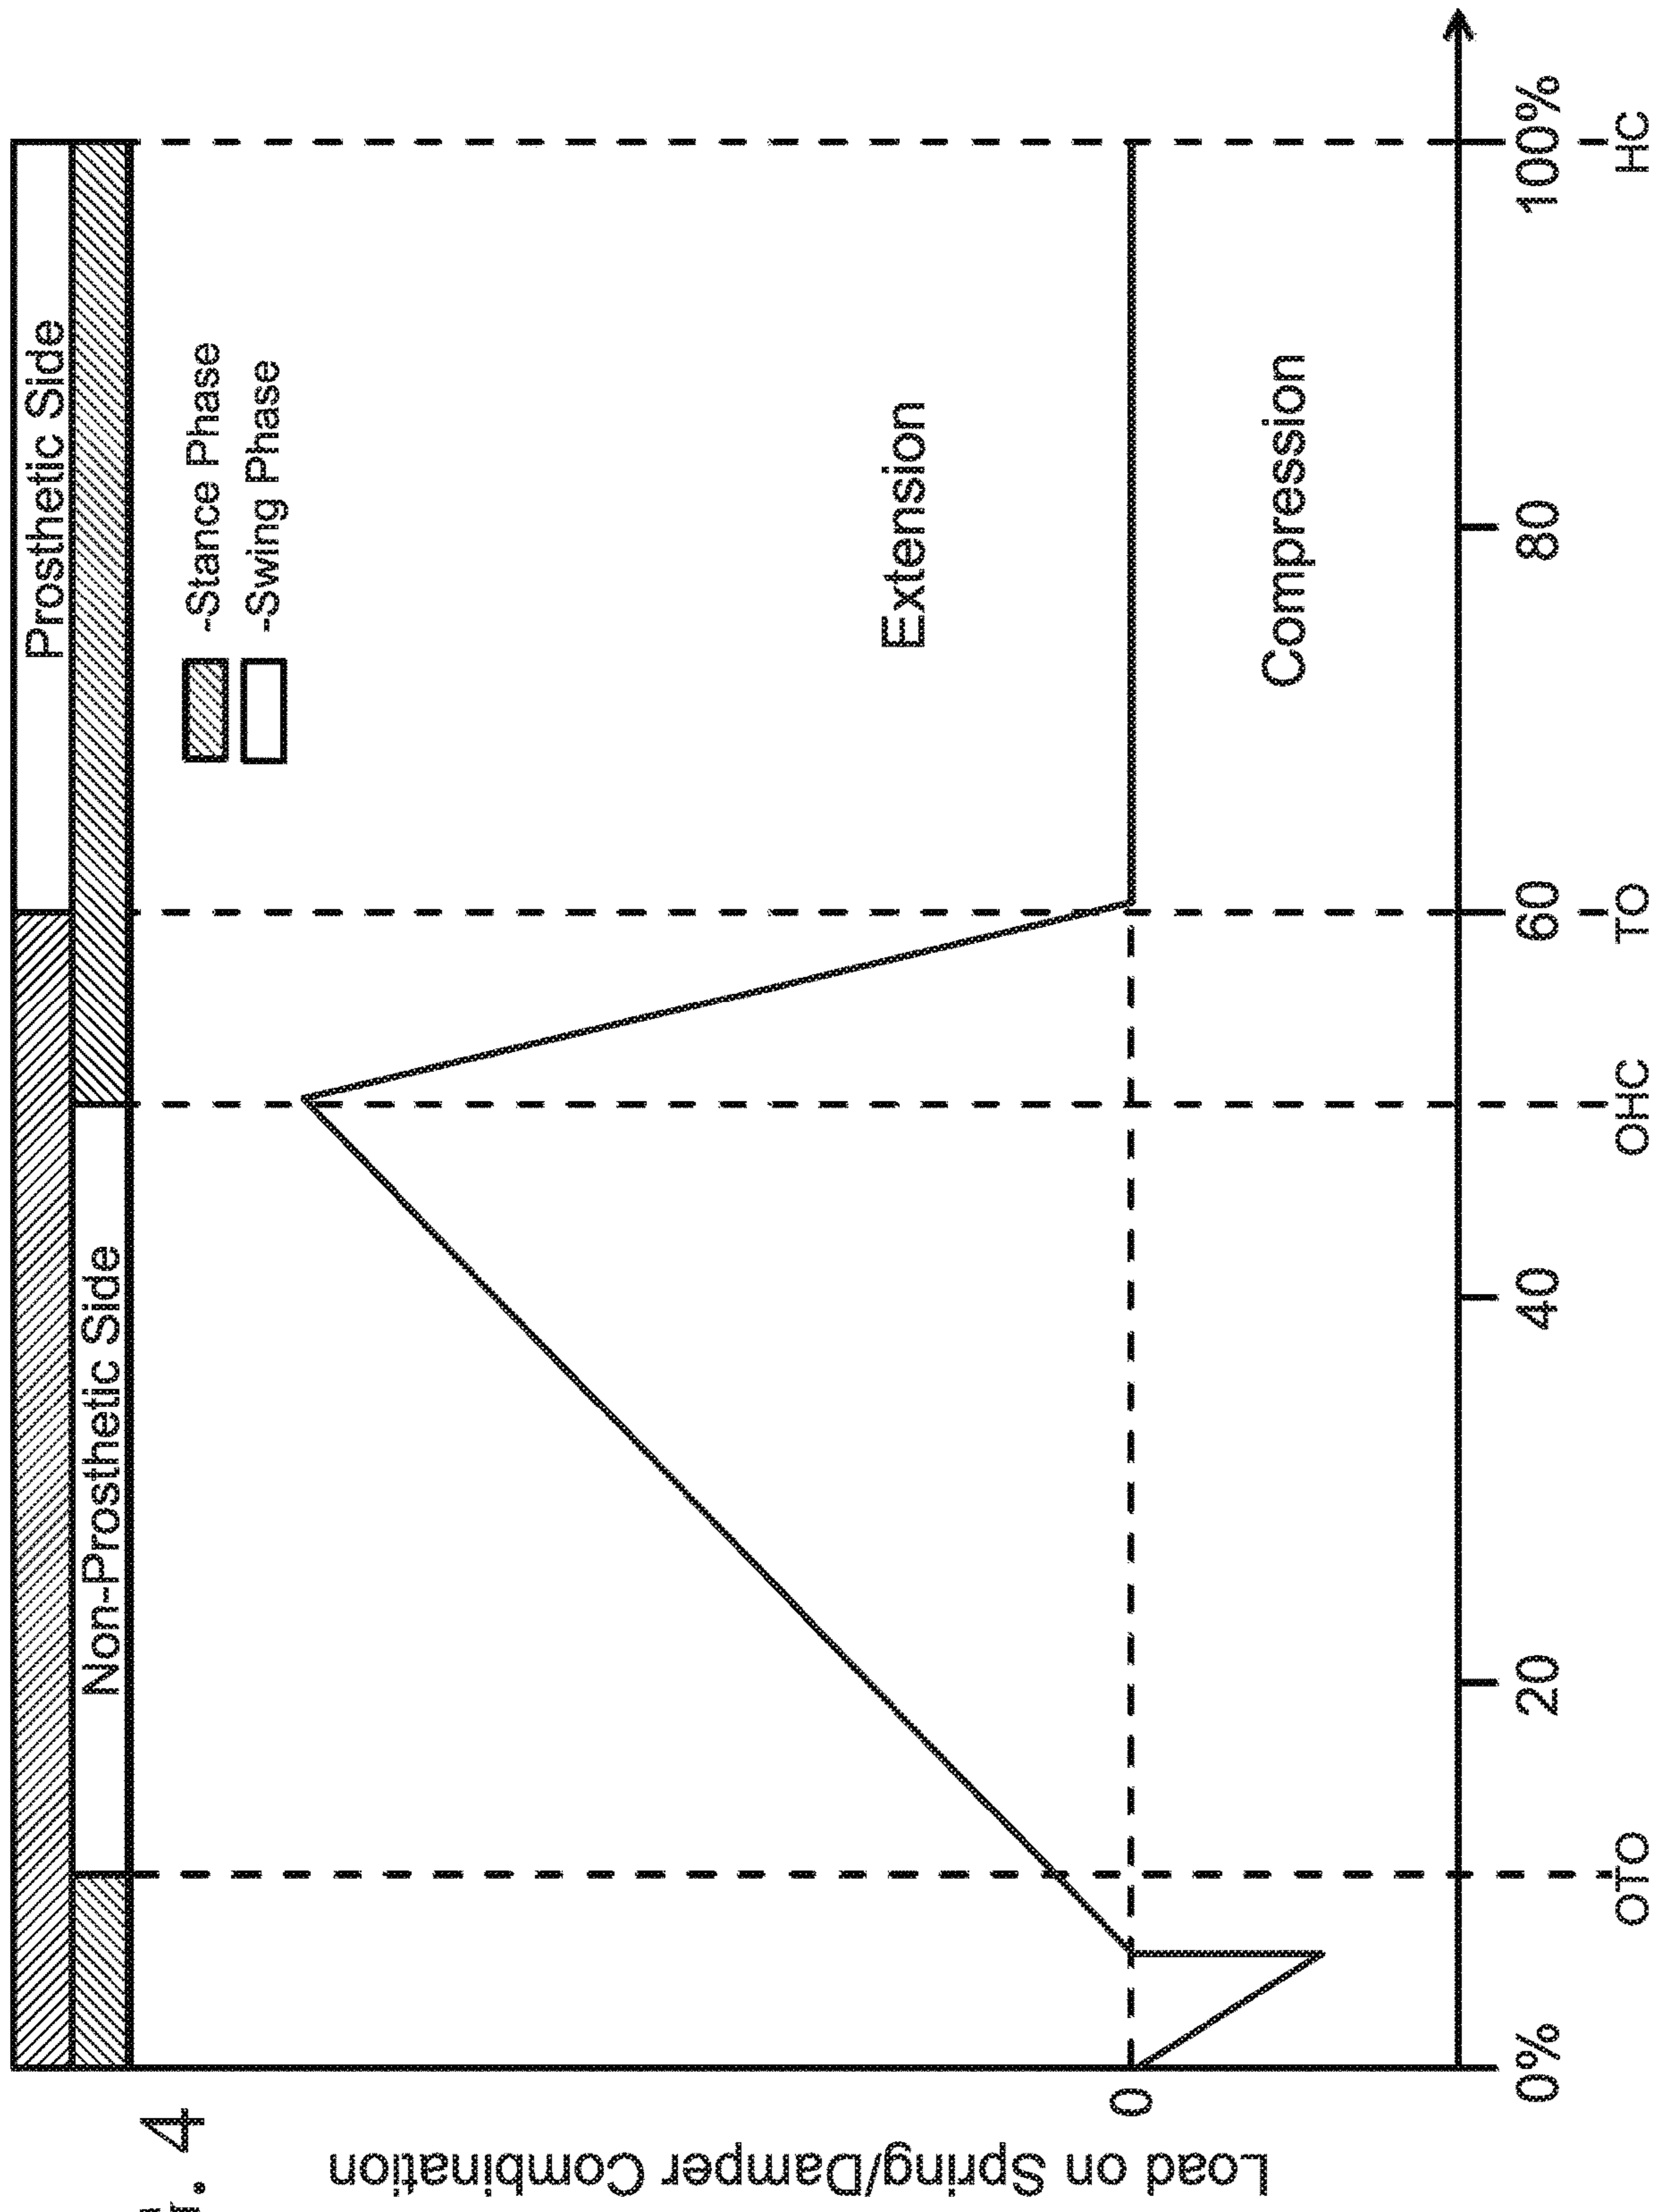 Prosthetic Side
Non-Prosthetic Side
4
-Stance Phase
-Swing Phase
Extension
Compression
Load on Spring/Damper Combination
0
0%
20
40
60
80
100%
OTO
OHC
TO
HC